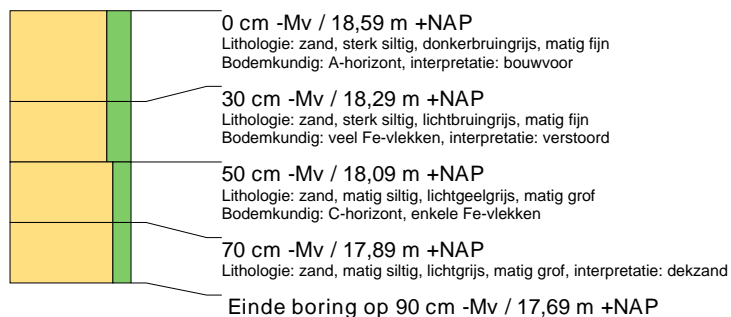 0 cm -Mv / 18,59 m +NAP
Lithologie: zand, sterk siltig, donkerbruingrijs, matig fijn
Bodemkundig: A-horizont, interpretatie: bouwvoor
30 cm -Mv / 18,29 m +NAP
Lithologie: zand, sterk siltig, lichtbruingrijs, matig fijn
Bodemkundig: veel Fe-vlekken, interpretatie: verstoord
50 cm -Mv / 18,09 m +NAP
Lithologie: zand, matig siltig, lichtgeelgrijs, matig grof
Bodemkundig: C-horizont, enkele Fe-vlekken
70 cm -Mv / 17,89 m +NAP
Lithologie: zand, matig siltig, lichtgrijs, matig grof, interpretatie: dekzand
Einde boring op 90 cm -Mv / 17,69 m +NAP